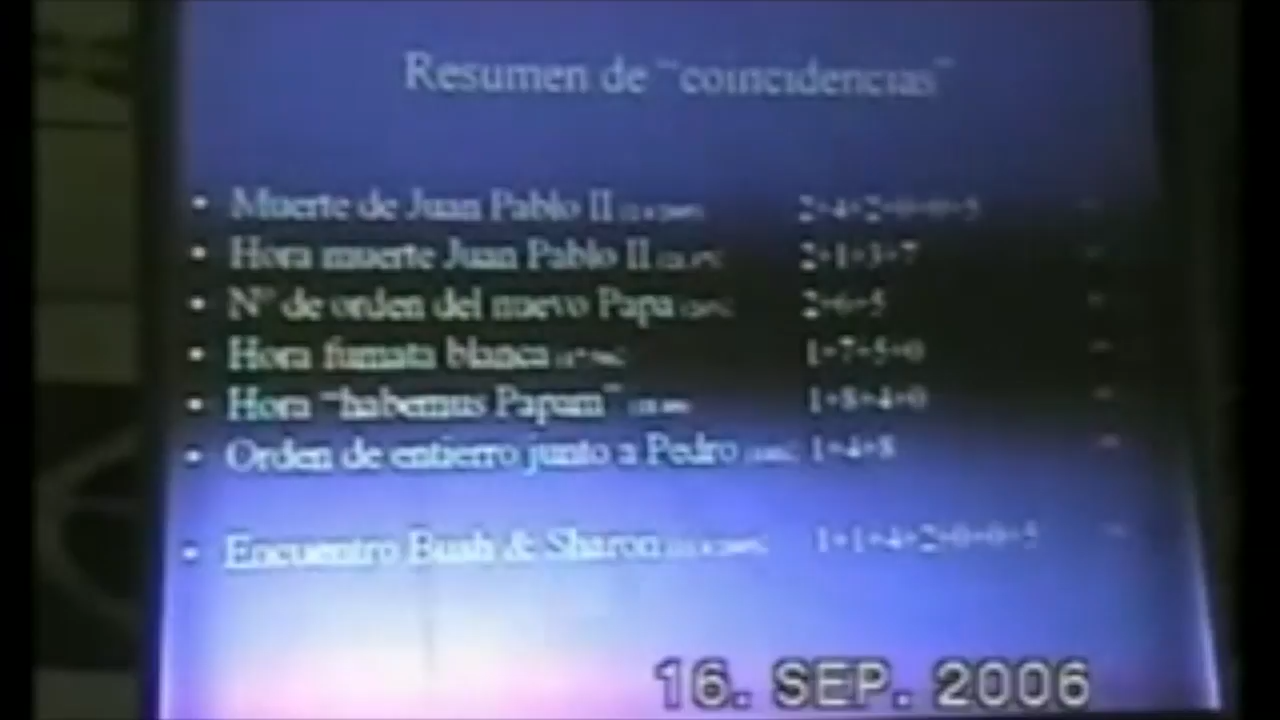 Resumen de "coincidencias"
• Muerte de Juan Pablo II 2+4+2+0+0+5
• Hora muerte Juan Pablo II 2+1+3+7
• Nº de orden del nuevo Papa 2+6+5
• Hora fumata blanca 1+7+5+0
• Hora "habemus Papam" 1+8+4+0
• Orden de entierro junto a Pedro 1+4+8
• Encuentro Bush & Sharon 1+1+4+2+0+0+5
16. SEP. 2006